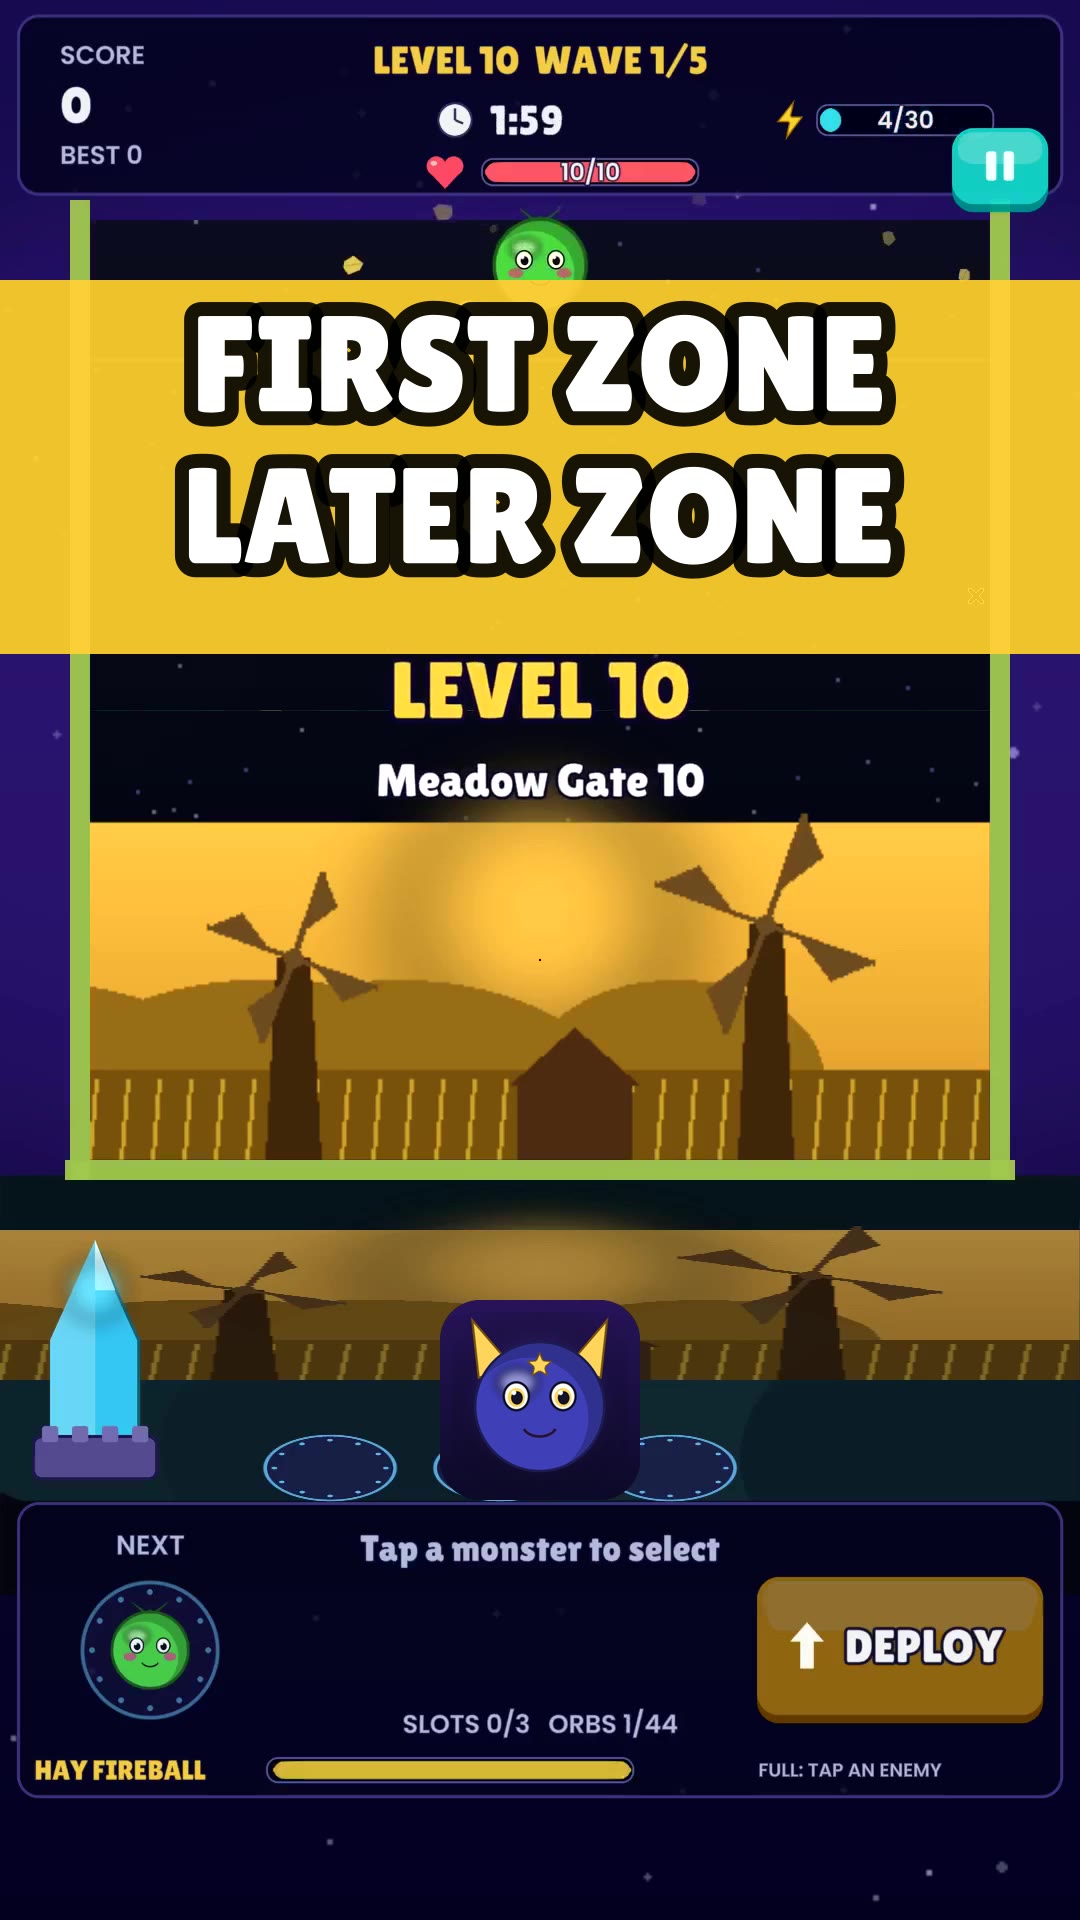 SCORE
0
BEST 0
LEVEL 10 WAVE 1/5
1:59
4/30
10/10
FIRST ZONE
LATER ZONE
LEVEL 10
Meadow Gate 10
NEXT
Tap a monster to select
DEPLOY
SLOTS 0/3 ORBS 1/44
HAY FIREBALL
FULL: TAP AN ENEMY